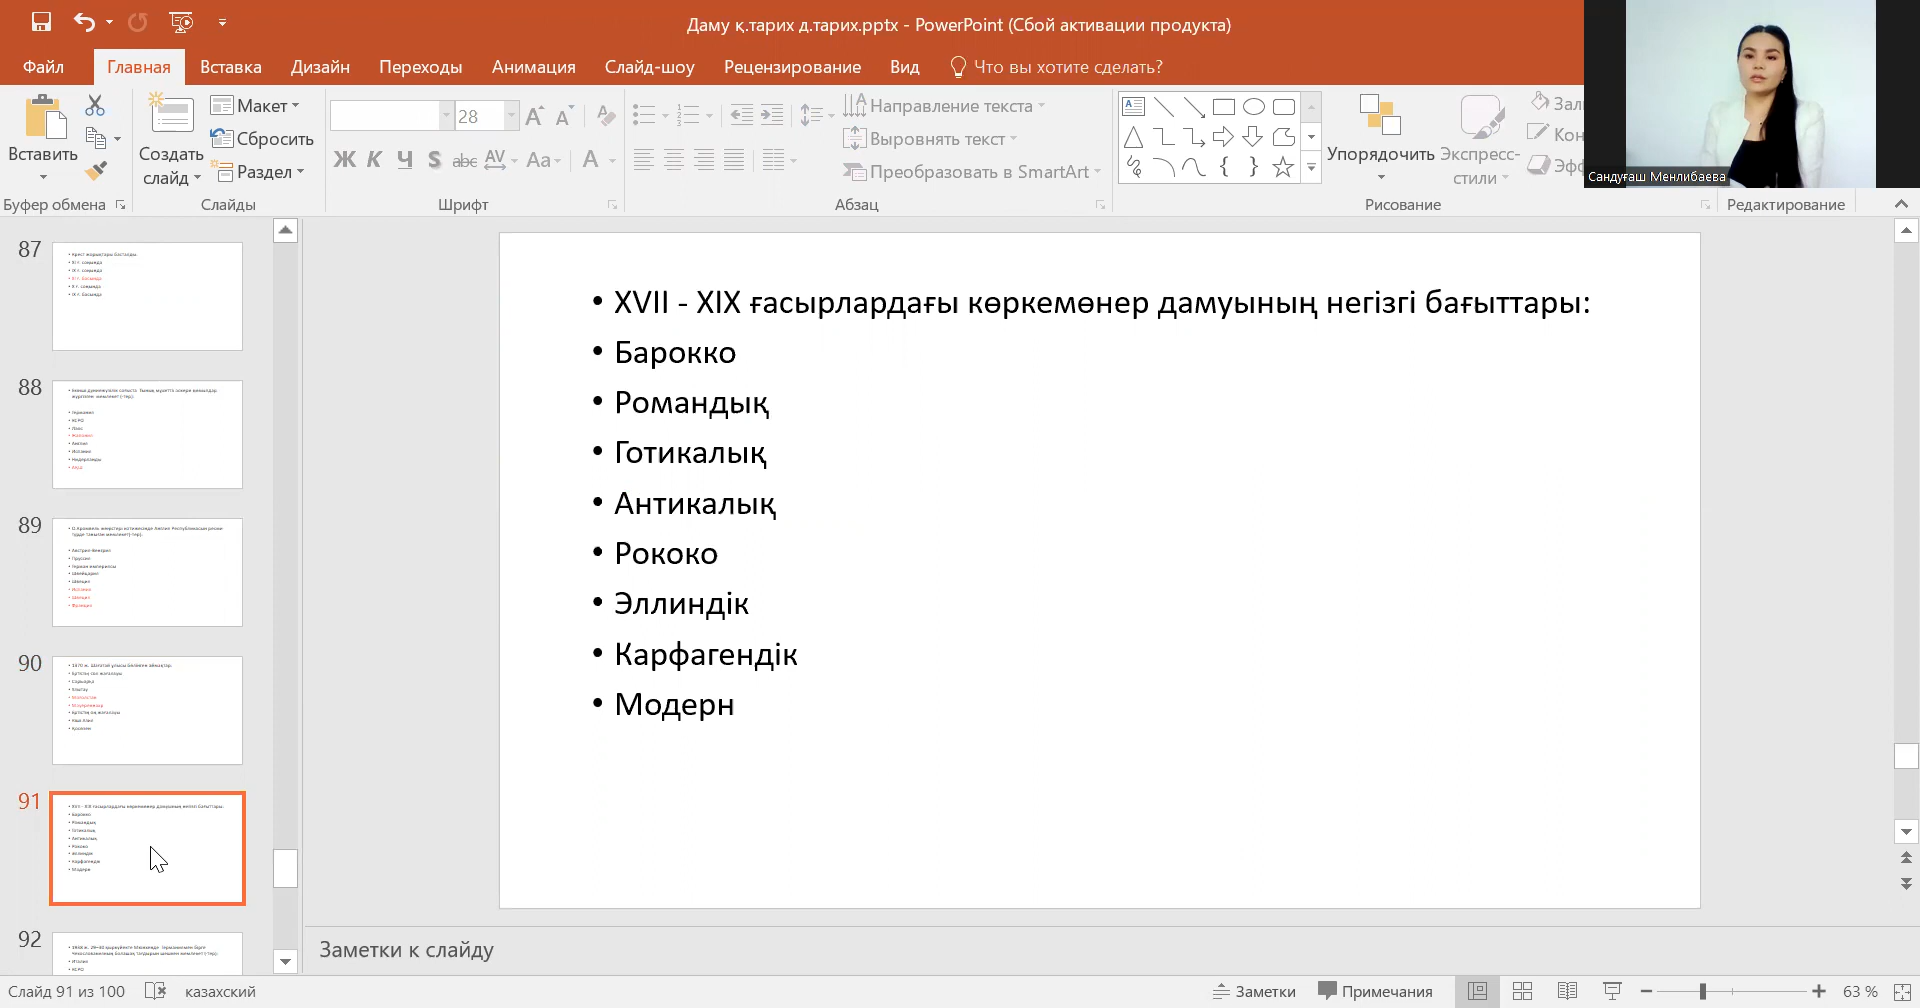 Даму қ.тарих д.тарих.pptx - PowerPoint (Сбой активации продукта)
Файл Главная Вставка Дизайн Переходы Анимация Слайд-шоу Рецензирование Вид Что вы хотите сделать?
Вставить
Создать слайд
Макет
Сбросить
Раздел
28
Ж К Ч S abc AV Aa А
Направление текста
Выровнять текст
Преобразовать в SmartArt
Упорядочить
Экспресс-стили
Сандуғаш Менлибаева
Буфер обмена Слайды Шрифт Абзац Рисование Редактирование
87
88
89
90
91
92
• XVII - XIX ғасырлардағы көркемөнер дамуының негізгі бағыттары:
• Барокко
• Романдық
• Готикалық
• Антикалық
• Рококо
• Эллиндік
• Карфагендік
• Модерн
Заметки к слайду
Слайд 91 из 100 казахский Заметки Примечания 63 %